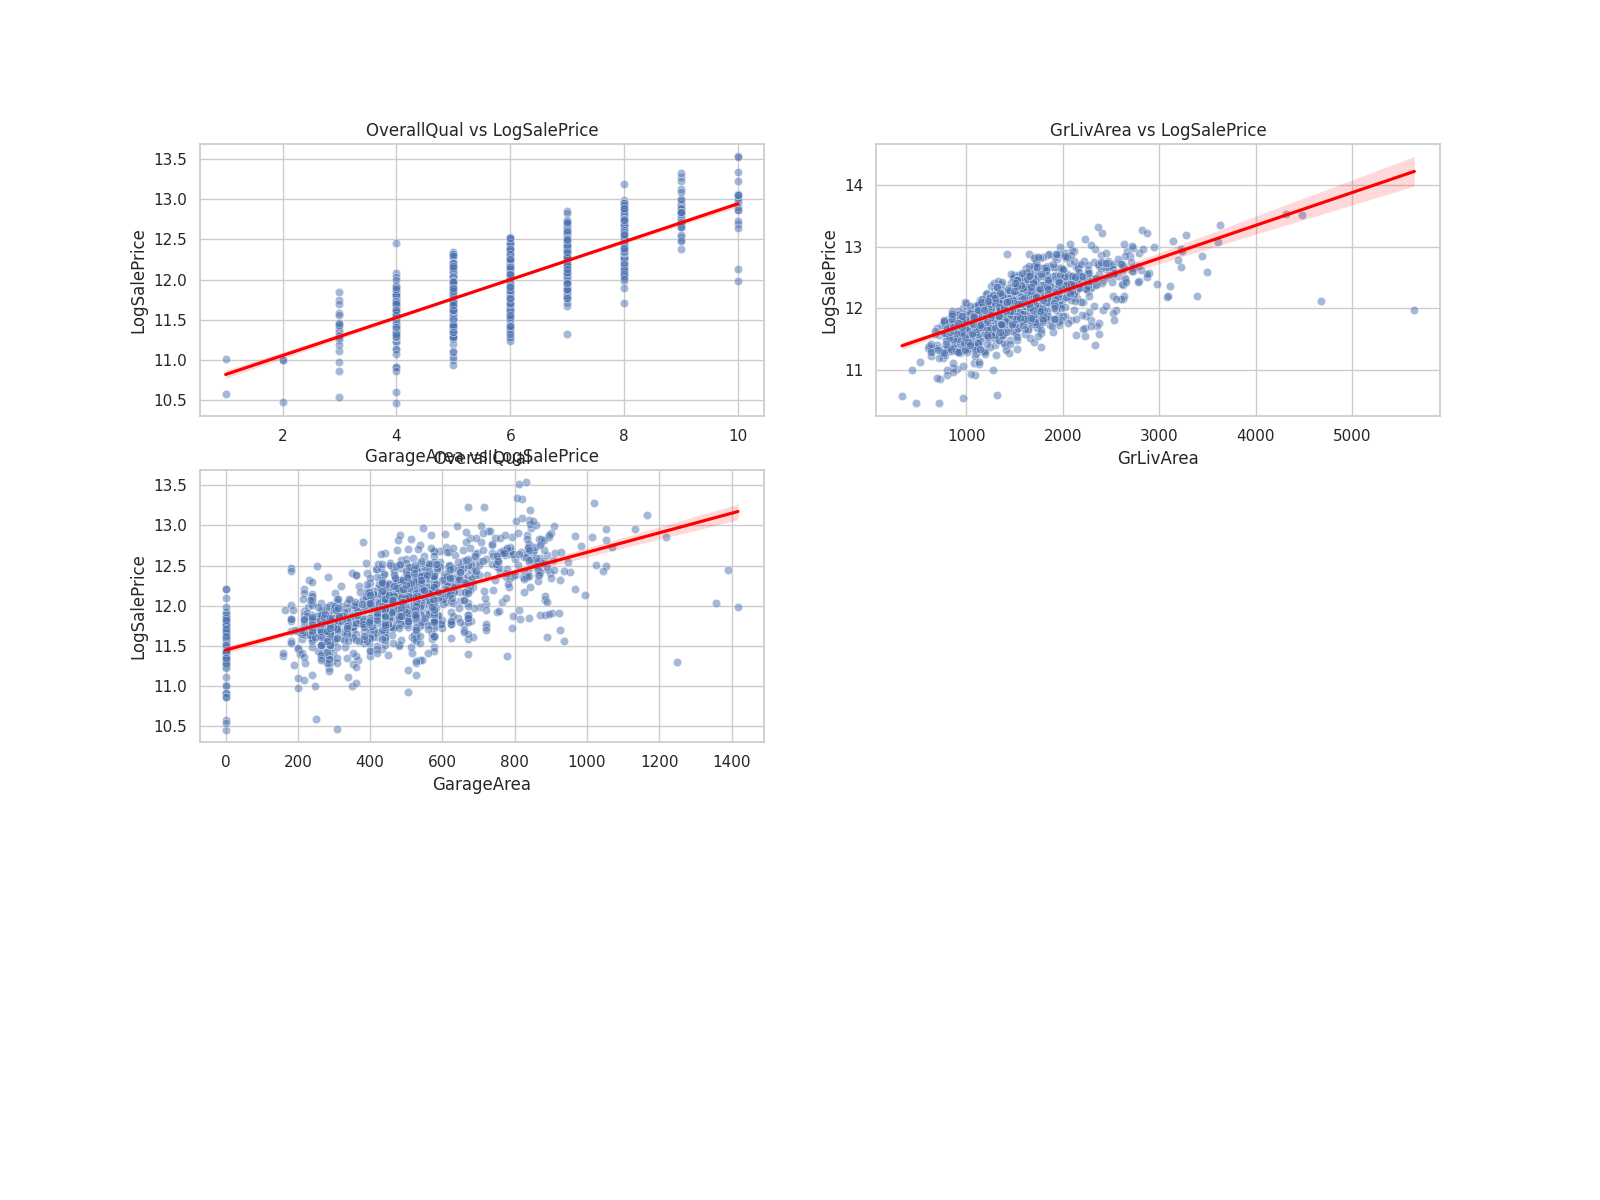 OverallQual vs LogSalePrice
LogSalePrice
13.5
13.0
12.5
12.0
11.5
11.0
10.5
2 4 6 8 10
OverallQual
GrLivArea vs LogSalePrice
LogSalePrice
14
13
12
11
1000 2000 3000 4000 5000
GrLivArea
GarageArea vs LogSalePrice
LogSalePrice
13.5
13.0
12.5
12.0
11.5
11.0
10.5
0 200 400 600 800 1000 1200 1400
GarageArea